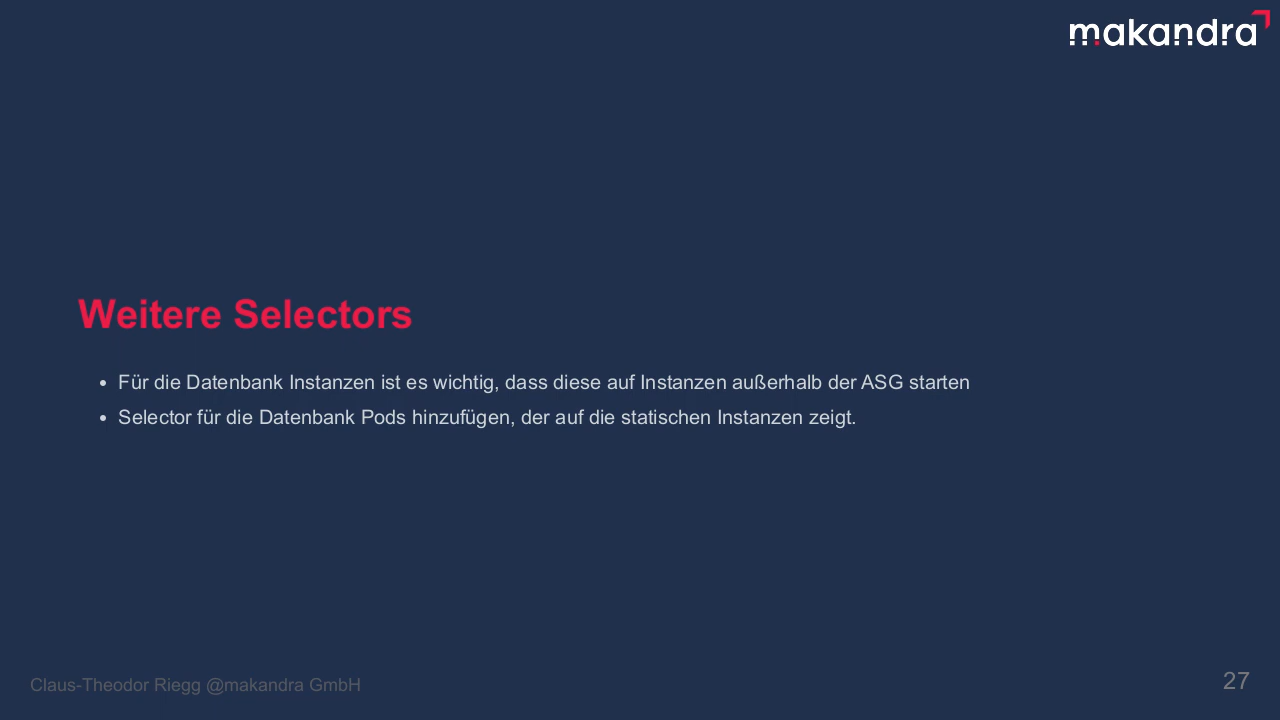 makandra
Weitere Selectors
• Für die Datenbank Instanzen ist es wichtig, dass diese auf Instanzen außerhalb der ASG starten
• Selector für die Datenbank Pods hinzufügen, der auf die statischen Instanzen zeigt.
Claus-Theodor Riegg @makandra GmbH
27